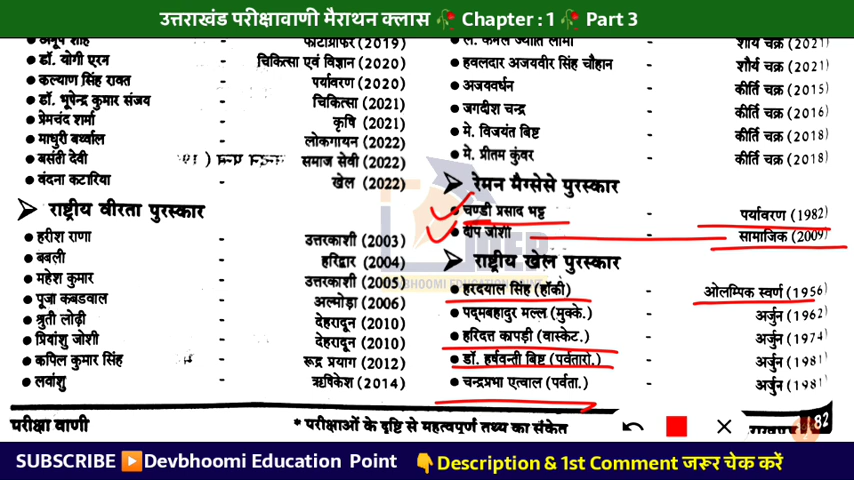 उत्तराखंड परीक्षावाणी मैराथन क्लास 🥀 Chapter : 1 🥀 Part 3
अनूप शाह - फोटोग्राफर (2019)
● डॉ. योगी एरन - चिकित्सा एवं विज्ञान (2020)
● कल्याण सिंह रावत - पर्यावरण (2020)
● डॉ. भूपेन्द्र कुमार संजय - चिकित्सा (2021)
● प्रेमचंद शर्मा - कृषि (2021)
● माधुरी बर्थ्वाल - लोकगायन (2022)
● बसंती देवी - समाज सेवी (2022)
● वंदना कटारिया - खेल (2022)
राष्ट्रीय वीरता पुरस्कार
● हरीश राणा - उत्तरकाशी (2003)
● बबली - हरिद्वार (2004)
● महेश कुमार - उत्तरकाशी (2005)
● पूजा कबडवाल - अल्मोड़ा (2006)
● श्रुती लोढ़ी - देहरादून (2010)
● प्रियांशु जोशी - देहरादून (2010)
● कपिल कुमार सिंह - रूद्र प्रयाग (2012)
● लवांशु - ऋषिकेश (2014)
- शौर्य चक्र (2021)
● हवलदार अजयवीर सिंह चौहान - शौर्य चक्र (2021)
● अजयवर्धन - कीर्ति चक्र (2015)
● जगदीश चन्द्र - कीर्ति चक्र (2016)
● मे. विजयंत बिष्ट - कीर्ति चक्र (2018)
● मे. प्रीतम कुंवर - कीर्ति चक्र (2018)
रेमन मैग्सेसे पुरस्कार
● चण्डी प्रसाद भट्ट - पर्यावरण (1982)
● दीप जोशी - सामाजिक (2009)
राष्ट्रीय खेल पुरस्कार
● हरदयाल सिंह (हॉकी) - ओलम्पिक स्वर्ण (1956)
● पद्मबहादुर मल्ल (मुक्के.) - अर्जुन (1962)
● हरिदत्त कापड़ी (वास्केट.) - अर्जुन (1974)
● डॉ. हर्षवन्ती बिष्ट (पर्वतारो.) - अर्जुन (1981)
● चन्द्रप्रभा एत्वाल (पर्वता.) - अर्जुन (1981)
परीक्षा वाणी * परीक्षाओं के दृष्टि से महत्वपूर्ण तथ्य का संकेत 82
SUBSCRIBE ▶️Devbhoomi Education Point 👇Description & 1st Comment जरूर चेक करें